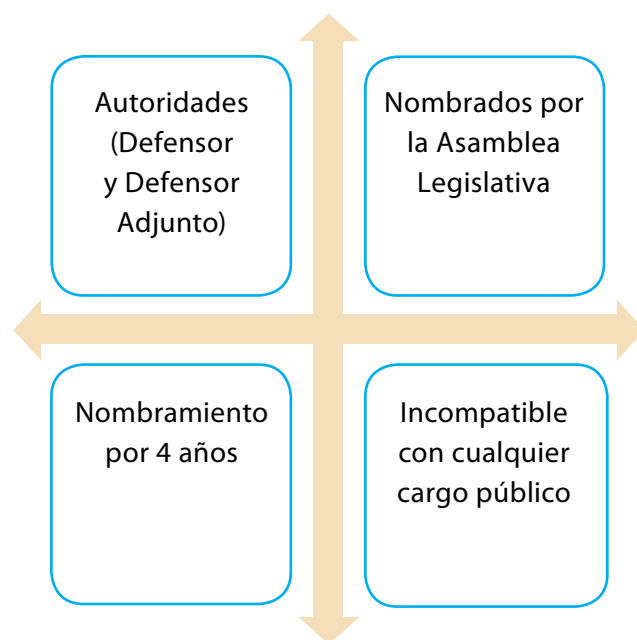 Autoridades
(Defensor
y Defensor
Adjunto)
Nombrados por
la Asamblea
Legislativa
Nombramiento
por 4 años
Incompatible
con cualquier
cargo público